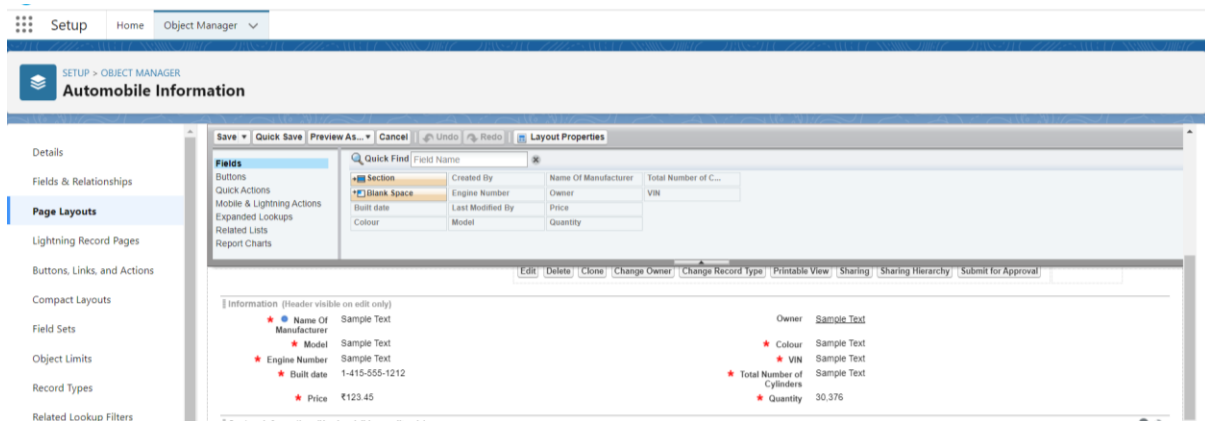 Setup Home Object Manager
SETUP > OBJECT MANAGER
Automobile Information
Details
Fields & Relationships
Page Layouts
Lightning Record Pages
Buttons, Links, and Actions
Compact Layouts
Field Sets
Object Limits
Record Types
Related Lookup Filters
Save Quick Save Preview As... Cancel Undo Redo Layout Properties
Fields
Buttons
Quick Actions
Mobile & Lightning Actions
Expanded Lookups
Related Lists
Report Charts
Quick Find Field Name
Section Created By Name Of Manufacturer Total Number of C...
Blank Space Engine Number Owner VIN
Built date Last Modified By Price
Colour Model Quantity
Edit Delete Clone Change Owner Change Record Type Printable View Sharing Sharing Hierarchy Submit for Approval
Information (Header visible on edit only)
Name Of Manufacturer Sample Text Owner Sample Text
Model Sample Text Colour Sample Text
Engine Number Sample Text VIN Sample Text
Built date 1-415-555-1212 Total Number of Cylinders Sample Text
Price ₹123.45 Quantity 30,376